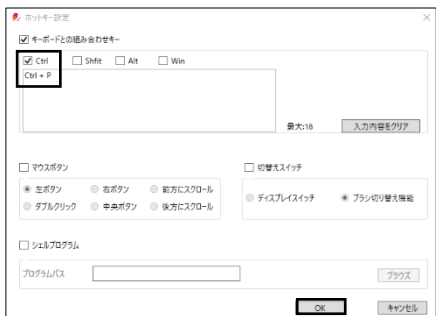 ホットキー設定
キーボードとの組み合わせキー
Ctrl Shfit Alt Win
Ctrl + P
最大:18 入力内容をクリア
マウスボタン 切替えスイッチ
左ボタン 右ボタン 前方にスクロール
ディスプレイスイッチ ブラシ切り替え機能
ダブルクリック 中央ボタン 後方にスクロール
シェルプログラム
プログラムパス ブラウズ
OK キャンセル